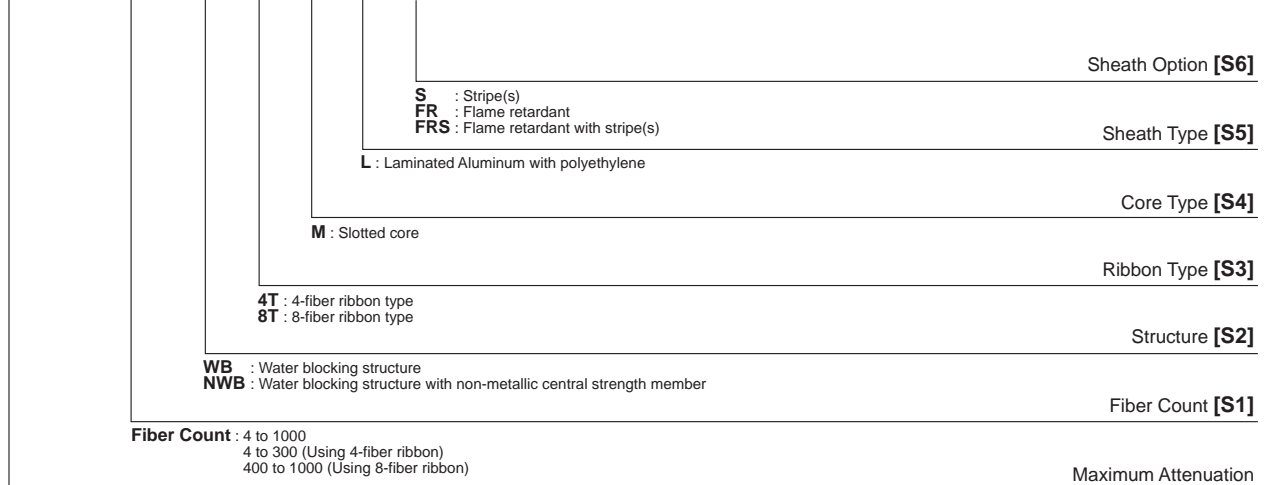 Sheath Option [S6]
S : Stripe(s)
FR : Flame retardant
FRS : Flame retardant with stripe(s)
Sheath Type [S5]
L : Laminated Aluminum with polyethylene
Core Type [S4]
M : Slotted core
Ribbon Type [S3]
4T : 4-fiber ribbon type
8T : 8-fiber ribbon type
Structure [S2]
WB : Water blocking structure
NWB : Water blocking structure with non-metallic central strength member
Fiber Count [S1]
Fiber Count : 4 to 1000
4 to 300 (Using 4-fiber ribbon)
400 to 1000 (Using 8-fiber ribbon)
Maximum Attenuation